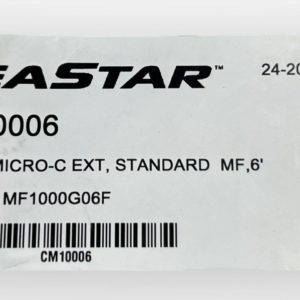 EASTAR™
24-20
0006
MICRO-C EXT, STANDARD MF,6'
MF1000G06F
CM10006